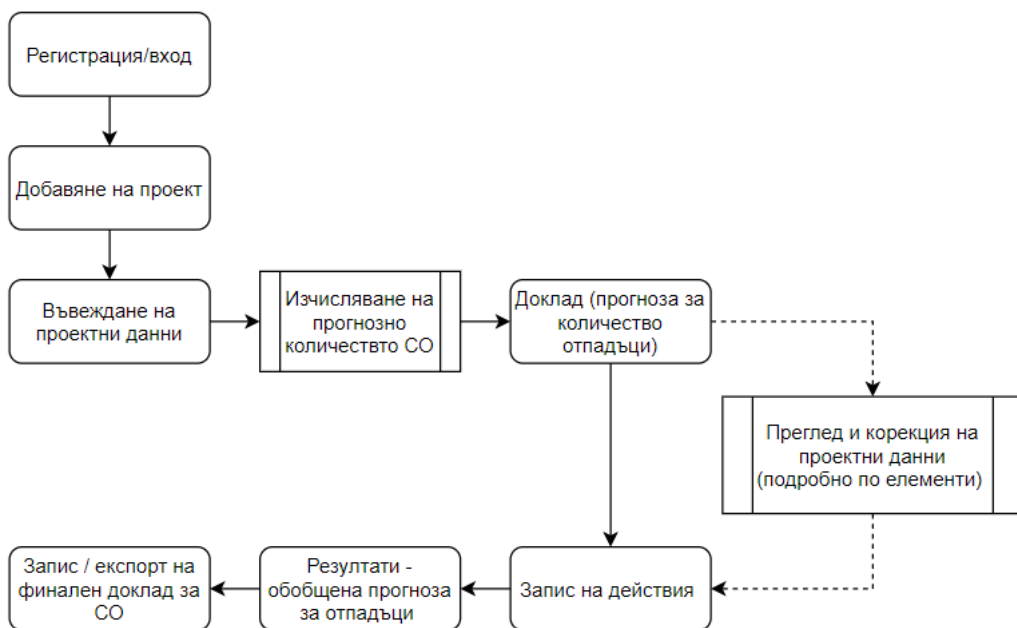 Регистрация/вход
Добавяне на проект
Въвеждане на
проектни данни
Изчисляване на
прогнозно
количеството СО
Доклад (прогноза за
количество
отпадъци)
Преглед и корекция на
проектни данни
(подробно по елементи)
Запис на действия
Резултати -
обобщена прогноза
за отпадъци
Запис / експорт на
финален доклад за
СО